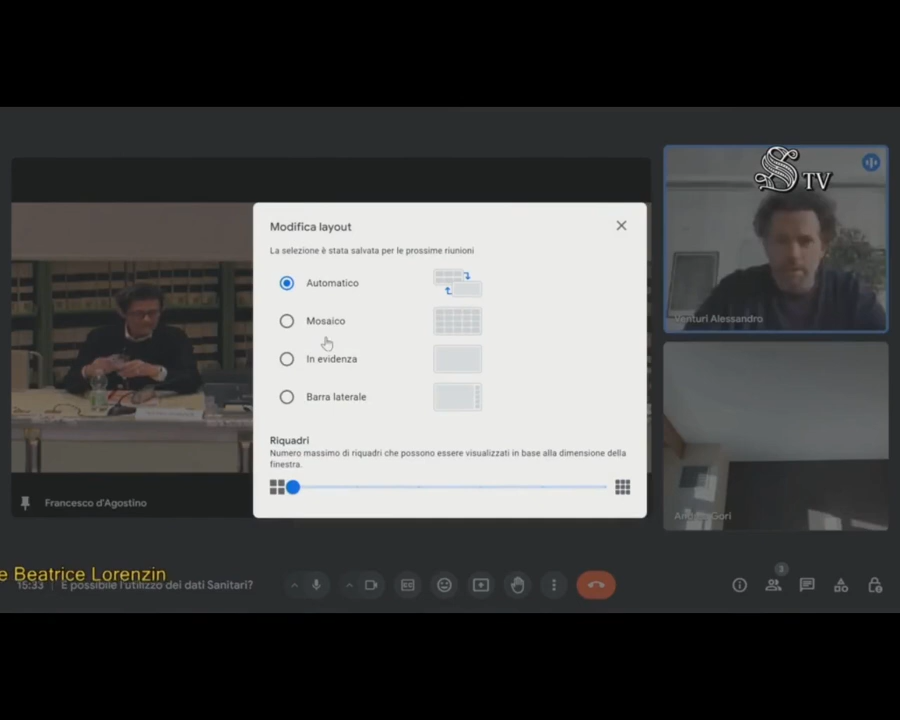 S TV
Modifica layout
La selezione è stata salvata per le prossime riunioni
Automatico
Mosaico
In evidenza
Barra laterale
Riquadri
Numero massimo di riquadri che possono essere visualizzati in base alla dimensione della
finestra.
Venturi Alessandro
Francesco d'Agostino
Gori
e Beatrice Lorenzin
15:33 | È possibile l'utilizzo dei dati Sanitari?
3